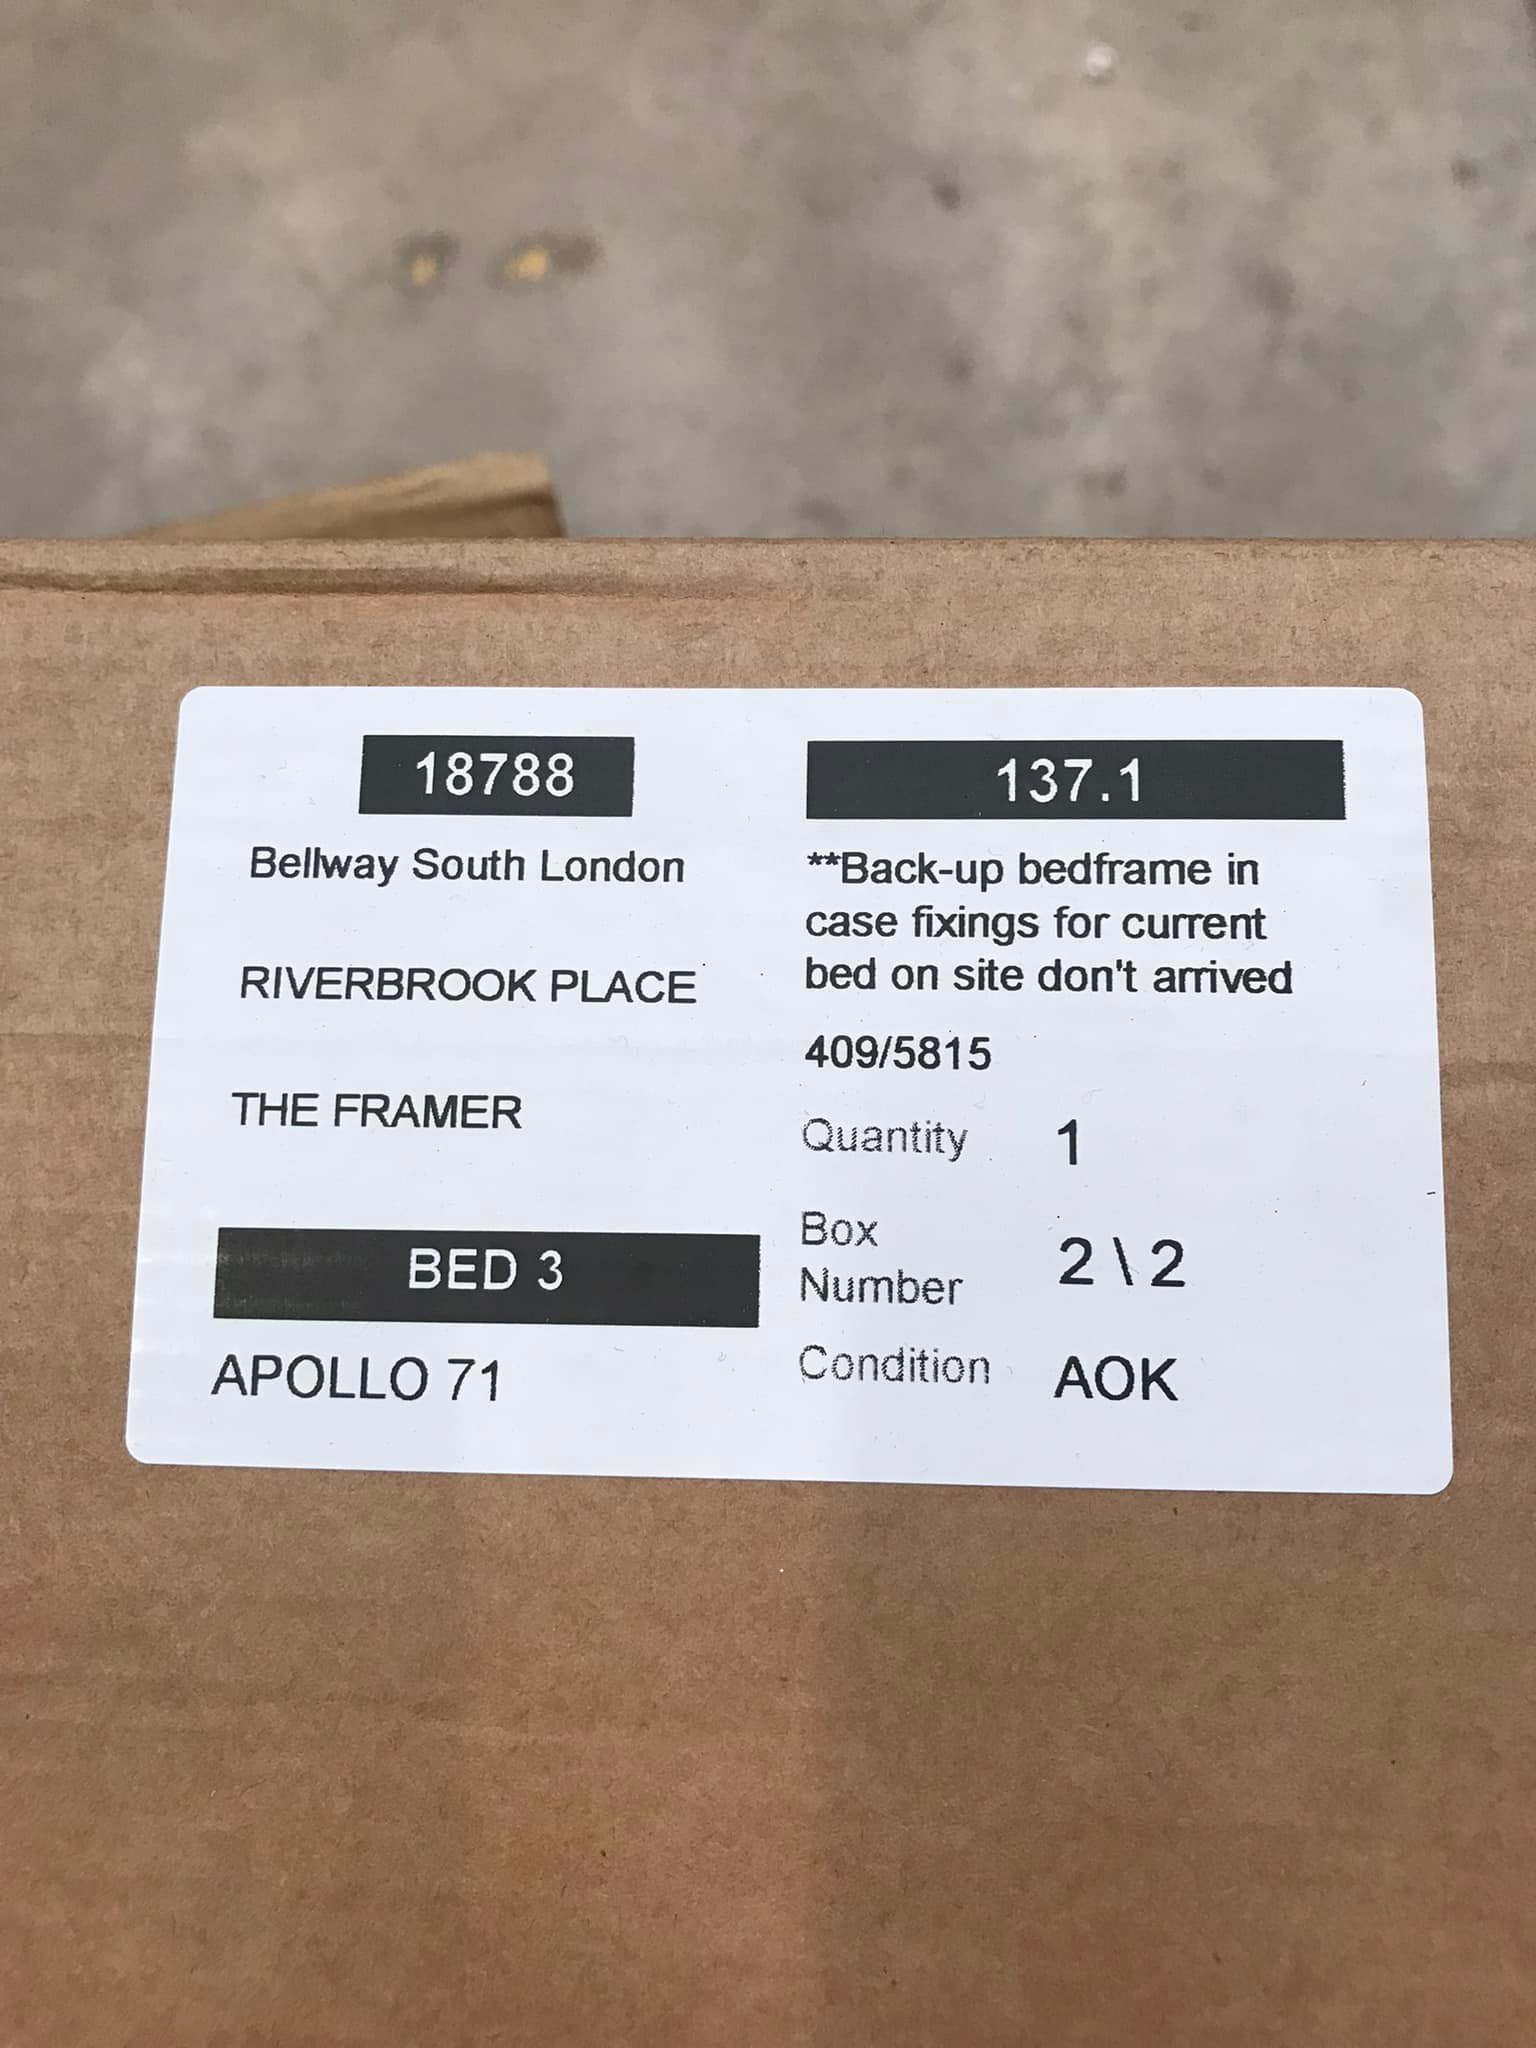 18788
Bellway South London
RIVERBROOK PLACE
THE FRAMER
BED 3
APOLLO 71
137.1
**Back-up bedframe in
case fixings for current
bed on site don't arrived
409/5815
Quantity 1
Box
Number 2 \ 2
Condition AOK